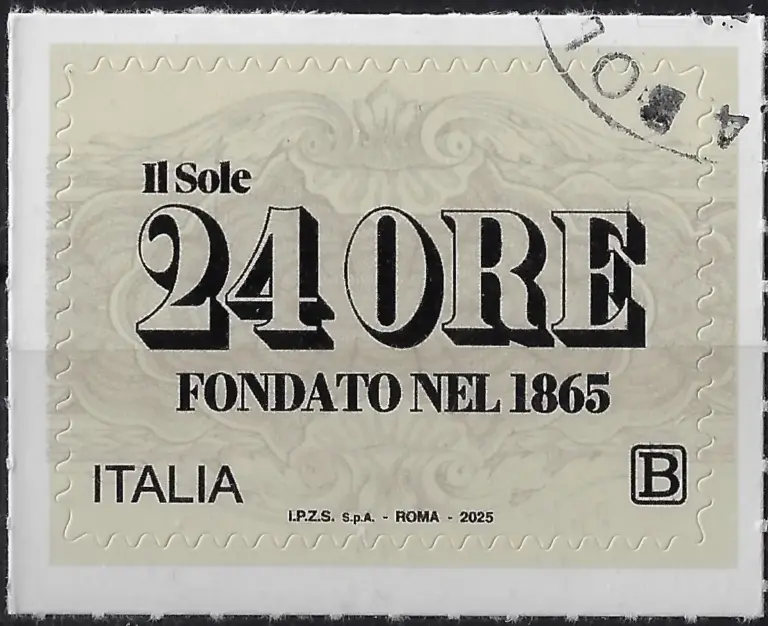 Il Sole
24 ORE
FONDATO NEL 1865
ITALIA
B
I.P.Z.S. S.p.A. - ROMA - 2025